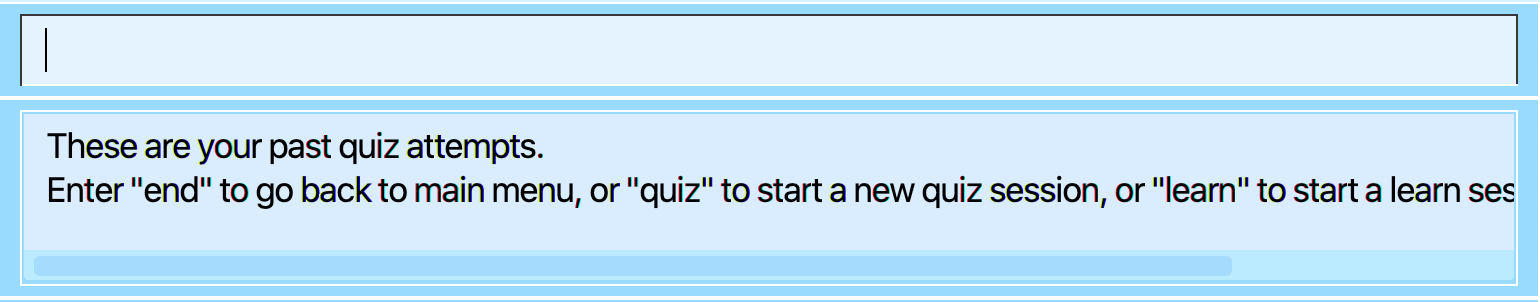 These are your past quiz attempts.
Enter "end" to go back to main menu, or "quiz" to start a new quiz session, or "learn" to start a learn ses